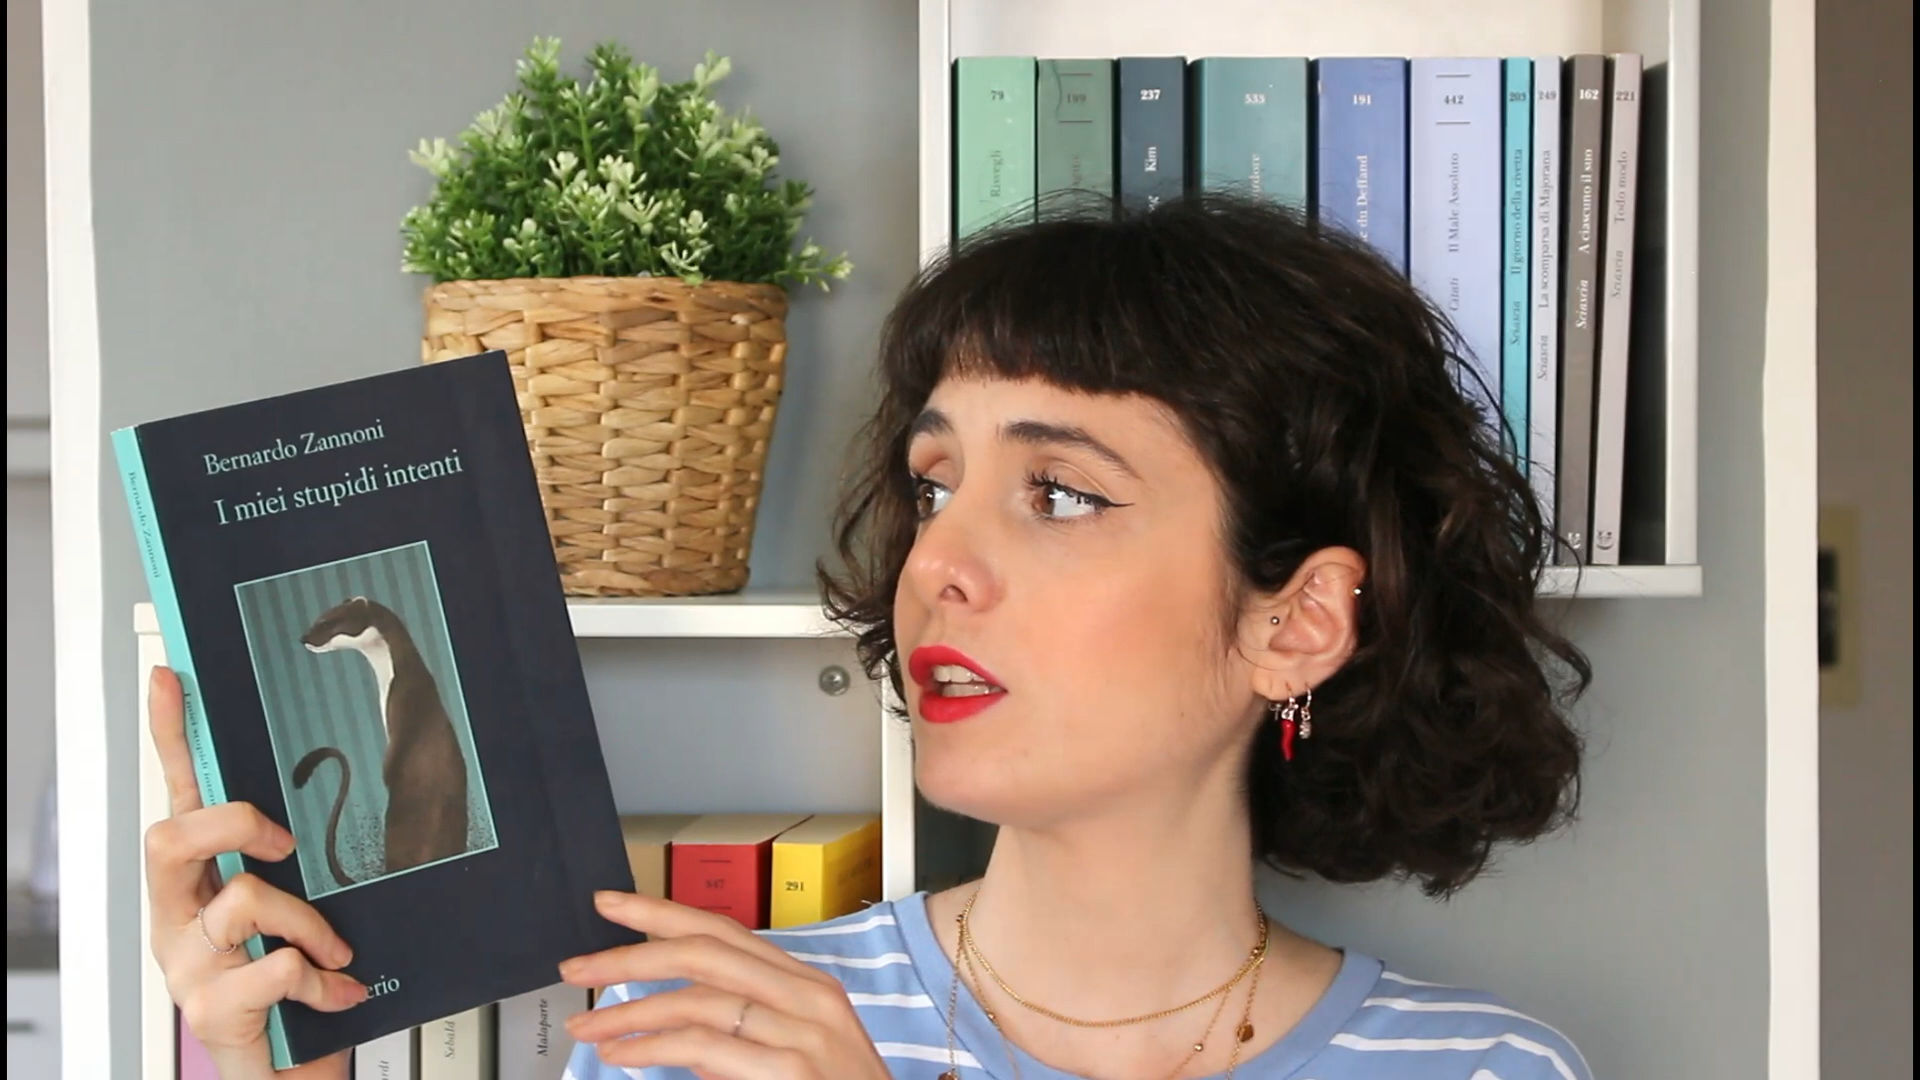 Bernardo Zannoni
I miei stupidi intenti
erio
Bernardo Zannoni
I miei stupidi intenti
79
Risvegli
199
237
Kim
533
191
e du Deffand
442
Citati Il Male Assoluto
203
Sciascia Il giorno della civetta
249
Sciascia La scomparsa di Majorana
162
Sciascia A ciascuno il suo
221
Sciascia Todo modo
447
291
Sebald
Malaparte